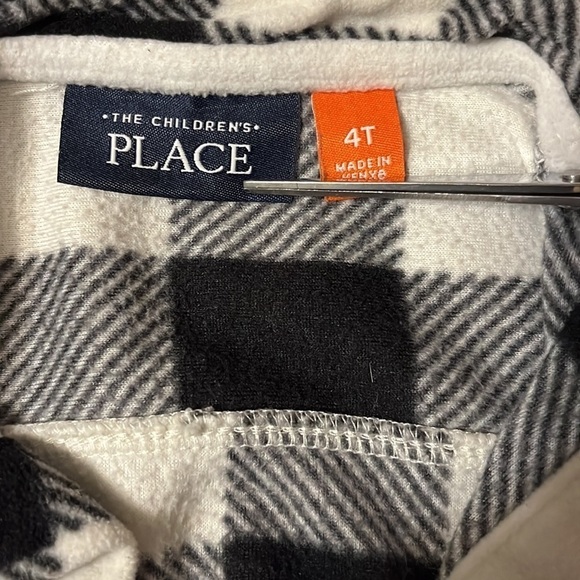 THE CHILDREN'S
PLACE
4T
MADE IN